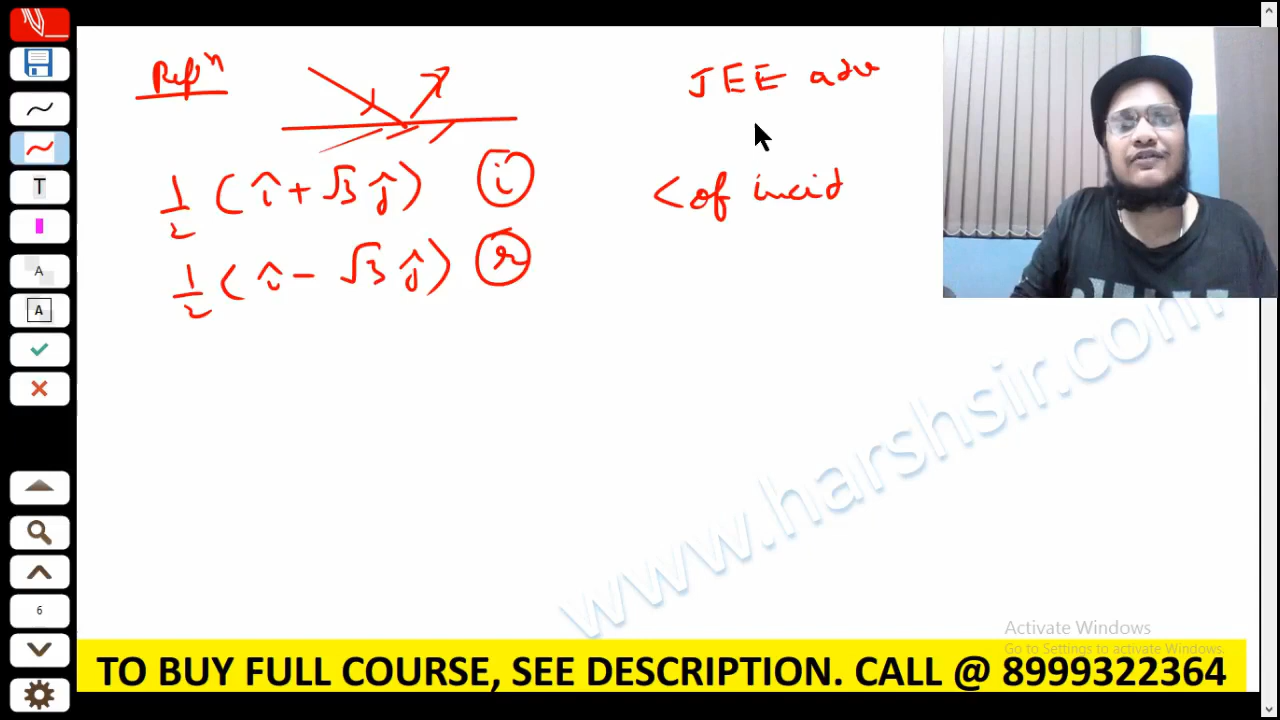 Refⁿ
JEE adv
½ (î + √3 ĵ) i
< of incid
½ (î − √3 ĵ) r
www.harshsir.com
T
A
A
6
Activate Windows
Go to Settings to activate Windows.
TO BUY FULL COURSE, SEE DESCRIPTION. CALL @ 8999322364